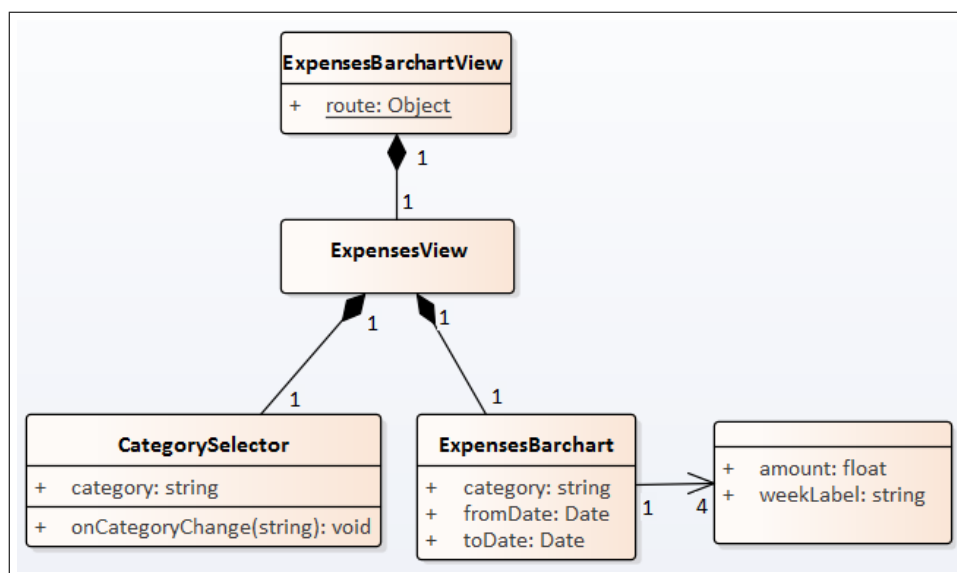 ExpensesBarchartView
+ route: Object
1
1
ExpensesView
1
1
1
1
CategorySelector
+ category: string
+ onCategoryChange(string): void
ExpensesBarchart
+ category: string
+ fromDate: Date
+ toDate: Date
1
4
+ amount: float
+ weekLabel: string